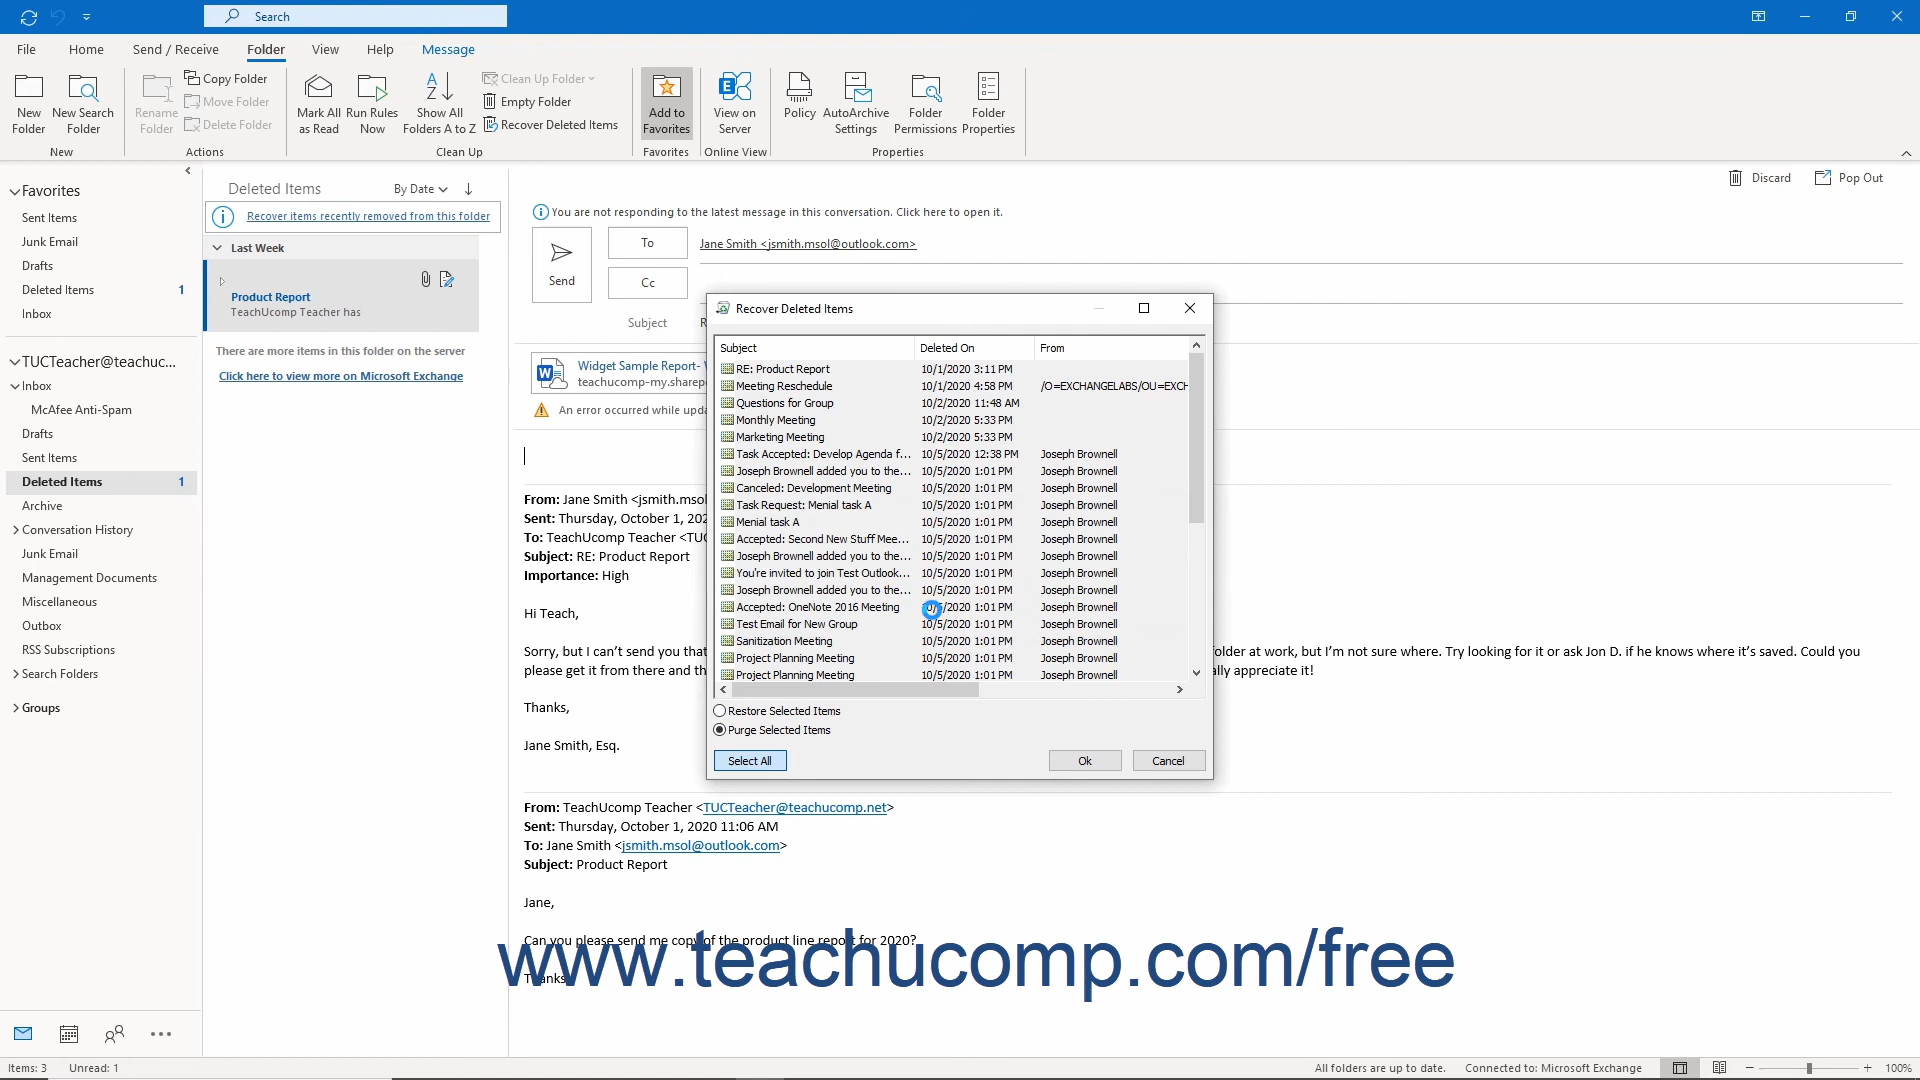 Search
File Home Send / Receive Folder View Help Message
New Folder
New Search Folder
New
Rename Folder
Copy Folder
Move Folder
Delete Folder
Actions
Mark All as Read
Run Rules Now
Show All Folders A to Z
Clean Up Folder
Empty Folder
Recover Deleted Items
Clean Up
Add to Favorites
Favorites
View on Server
Online View
Policy
AutoArchive Settings
Folder Permissions
Folder Properties
Properties
Favorites
Sent Items
Junk Email
Drafts
Deleted Items 1
Inbox
TUCTeacher@teachuc...
Inbox
McAfee Anti-Spam
Drafts
Sent Items
Deleted Items 1
Archive
Conversation History
Junk Email
Management Documents
Miscellaneous
Outbox
RSS Subscriptions
Search Folders
Groups
Deleted Items By Date
Recover items recently removed from this folder
Last Week
Product Report
TeachUcomp Teacher has
There are more items in this folder on the server
Click here to view more on Microsoft Exchange
Discard Pop Out
You are not responding to the latest message in this conversation. Click here to open it.
Send
To Jane Smith <jsmith.msol@outlook.com>
Cc
Subject R
Widget Sample Report-
teachucomp-my.sharep
An error occurred while upda
From: Jane Smith <jsmith.msol
Sent: Thursday, October 1, 202
To: TeachUcomp Teacher <TUC
Subject: RE: Product Report
Importance: High
Hi Teach,
Sorry, but I can't send you that
folder at work, but I'm not sure where. Try looking for it or ask Jon D. if he knows where it's saved. Could you
please get it from there and th
lly appreciate it!
Thanks,
Jane Smith, Esq.
From: TeachUcomp Teacher <TUCTeacher@teachucomp.net>
Sent: Thursday, October 1, 2020 11:06 AM
To: Jane Smith <jsmith.msol@outlook.com>
Subject: Product Report
Jane,
Can you please send me copy of the product line report for 2020?
Thanks
Recover Deleted Items
Subject Deleted On From
RE: Product Report 10/1/2020 3:11 PM
Meeting Reschedule 10/1/2020 4:58 PM /O=EXCHANGELABS/OU=EXCH
Questions for Group 10/2/2020 11:48 AM
Monthly Meeting 10/2/2020 5:33 PM
Marketing Meeting 10/2/2020 5:33 PM
Task Accepted: Develop Agenda f... 10/5/2020 12:38 PM Joseph Brownell
Joseph Brownell added you to the... 10/5/2020 1:01 PM Joseph Brownell
Canceled: Development Meeting 10/5/2020 1:01 PM Joseph Brownell
Task Request: Menial task A 10/5/2020 1:01 PM Joseph Brownell
Menial task A 10/5/2020 1:01 PM Joseph Brownell
Accepted: Second New Stuff Mee... 10/5/2020 1:01 PM Joseph Brownell
Joseph Brownell added you to the... 10/5/2020 1:01 PM Joseph Brownell
You're invited to join Test Outlook... 10/5/2020 1:01 PM Joseph Brownell
Joseph Brownell added you to the... 10/5/2020 1:01 PM Joseph Brownell
Accepted: OneNote 2016 Meeting 10/5/2020 1:01 PM Joseph Brownell
Test Email for New Group 10/5/2020 1:01 PM Joseph Brownell
Sanitization Meeting 10/5/2020 1:01 PM Joseph Brownell
Project Planning Meeting 10/5/2020 1:01 PM Joseph Brownell
Project Planning Meeting 10/5/2020 1:01 PM Joseph Brownell
Restore Selected Items
Purge Selected Items
Select All Ok Cancel
www.teachucomp.com/free
Items: 3 Unread: 1 All folders are up to date. Connected to: Microsoft Exchange 100%